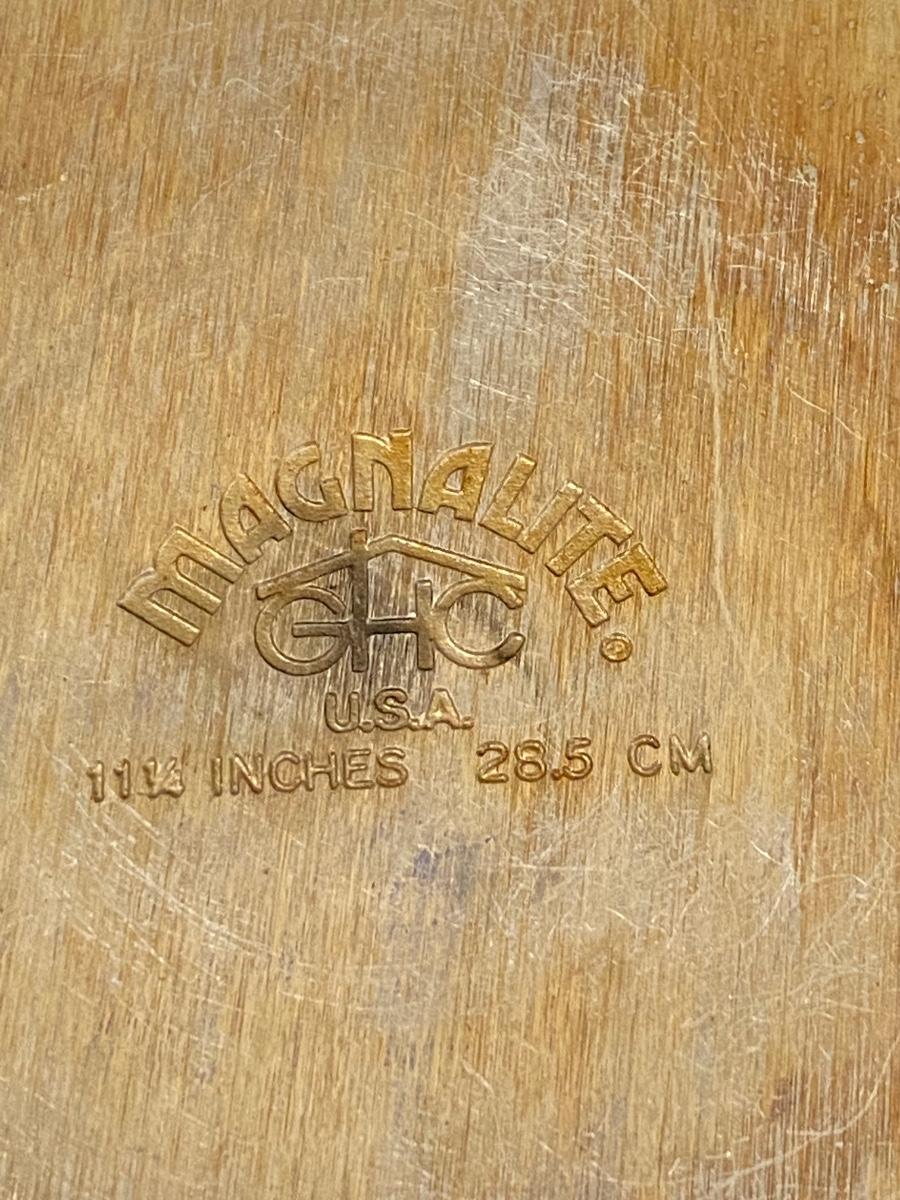 MAGNALITE®
GHC
U.S.A.
11¼ INCHES 28.5 CM